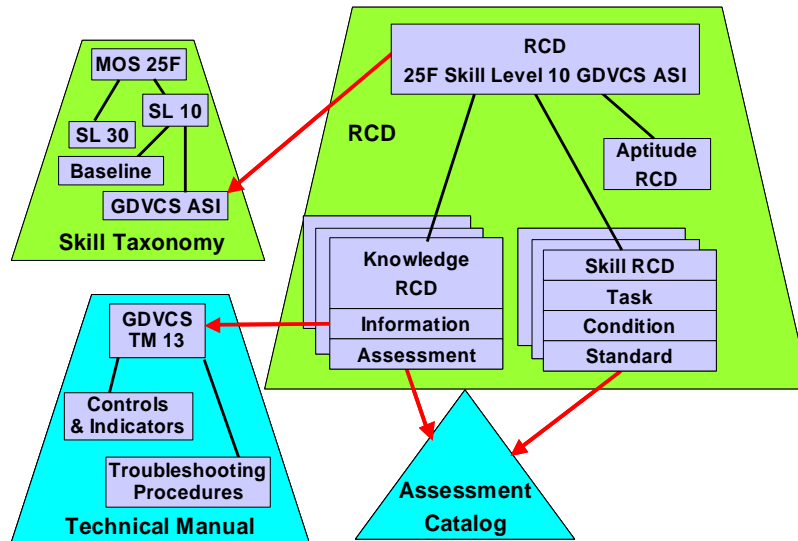 MOS 25F
SL 10
SL 30
Baseline
GDVCS ASI
Skill Taxonomy
RCD
25F Skill Level 10 GDVCS ASI
RCD
Aptitude
RCD
Knowledge
RCD
Information
Assessment
Skill RCD
Task
Condition
Standard
GDVCS
TM 13
Controls
& Indicators
Troubleshooting
Procedures
Technical Manual
Assessment
Catalog